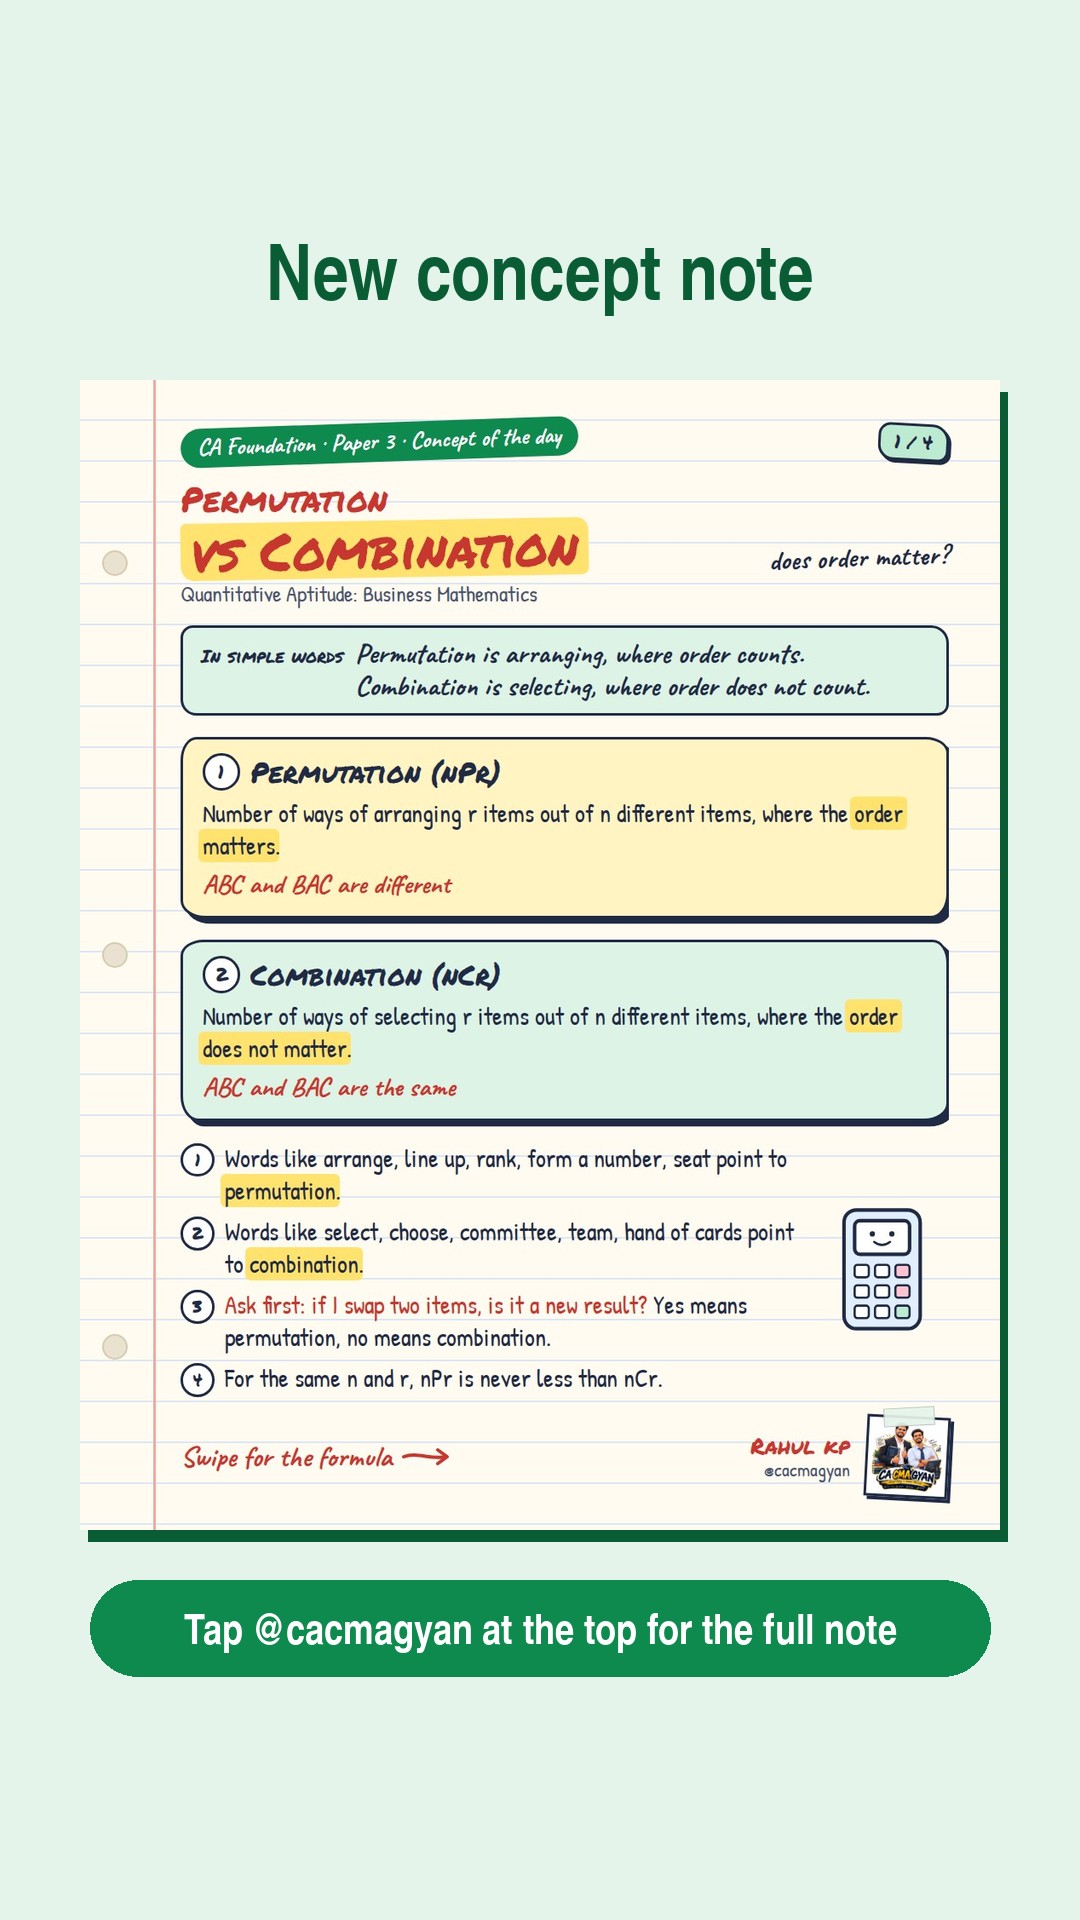 New concept note
CA Foundation · Paper 3 · Concept of the day
1 / 4
Permutation
vs Combination
does order matter?
Quantitative Aptitude: Business Mathematics
In simple words Permutation is arranging, where order counts.
Combination is selecting, where order does not count.
1 Permutation (nPr)
Number of ways of arranging r items out of n different items, where the order
matters.
ABC and BAC are different
2 Combination (nCr)
Number of ways of selecting r items out of n different items, where the order
does not matter.
ABC and BAC are the same
1 Words like arrange, line up, rank, form a number, seat point to
permutation.
2 Words like select, choose, committee, team, hand of cards point
to combination.
3 Ask first: if I swap two items, is it a new result? Yes means
permutation, no means combination.
4 For the same n and r, nPr is never less than nCr.
Swipe for the formula
Rahul KP
@cacmagyan
CA CMA GYAN
Tap @cacmagyan at the top for the full note